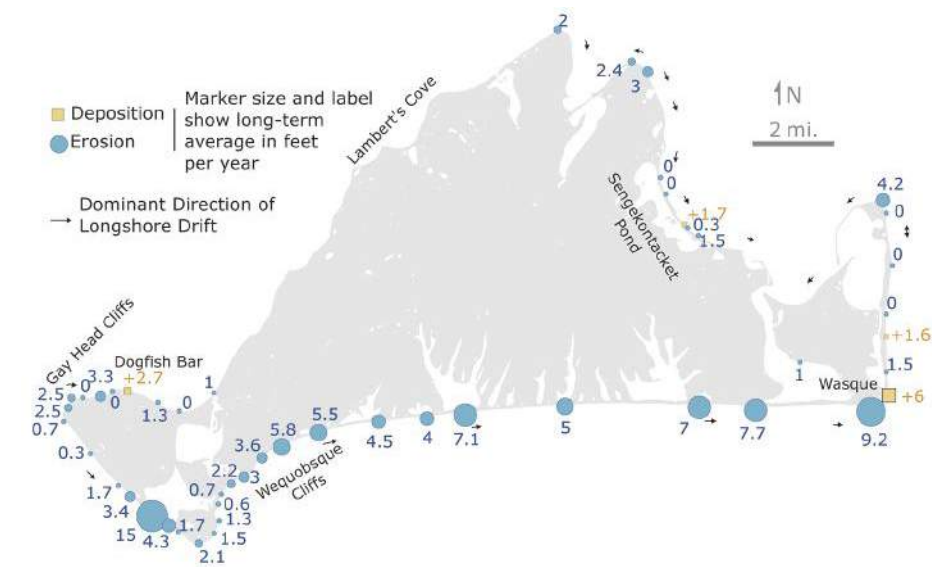 2
2.4
3
N
2 mi.
Deposition
Erosion
Marker size and label
show long-term
average in feet
per year
Dominant Direction of
Longshore Drift
Lambert's Cove
0
0
Sengekontacket
Pond
+1.7
0.3
1.5
4.2
0
0
0
+1.6
1.5
1
Wasque
+6
9.2
Gay Head Cliffs
Dogfish Bar
3.3
+2.7
0
2.5
2.5
0.7
0
1.3
0
1
0.3
1.7
3.4
15
4.3
1.7
2.1
1.5
1.3
0.6
0.7
2.2
3
3.6
5.8
5.5
Wequobsque
Cliffs
4.5
4
7.1
5
7
7.7